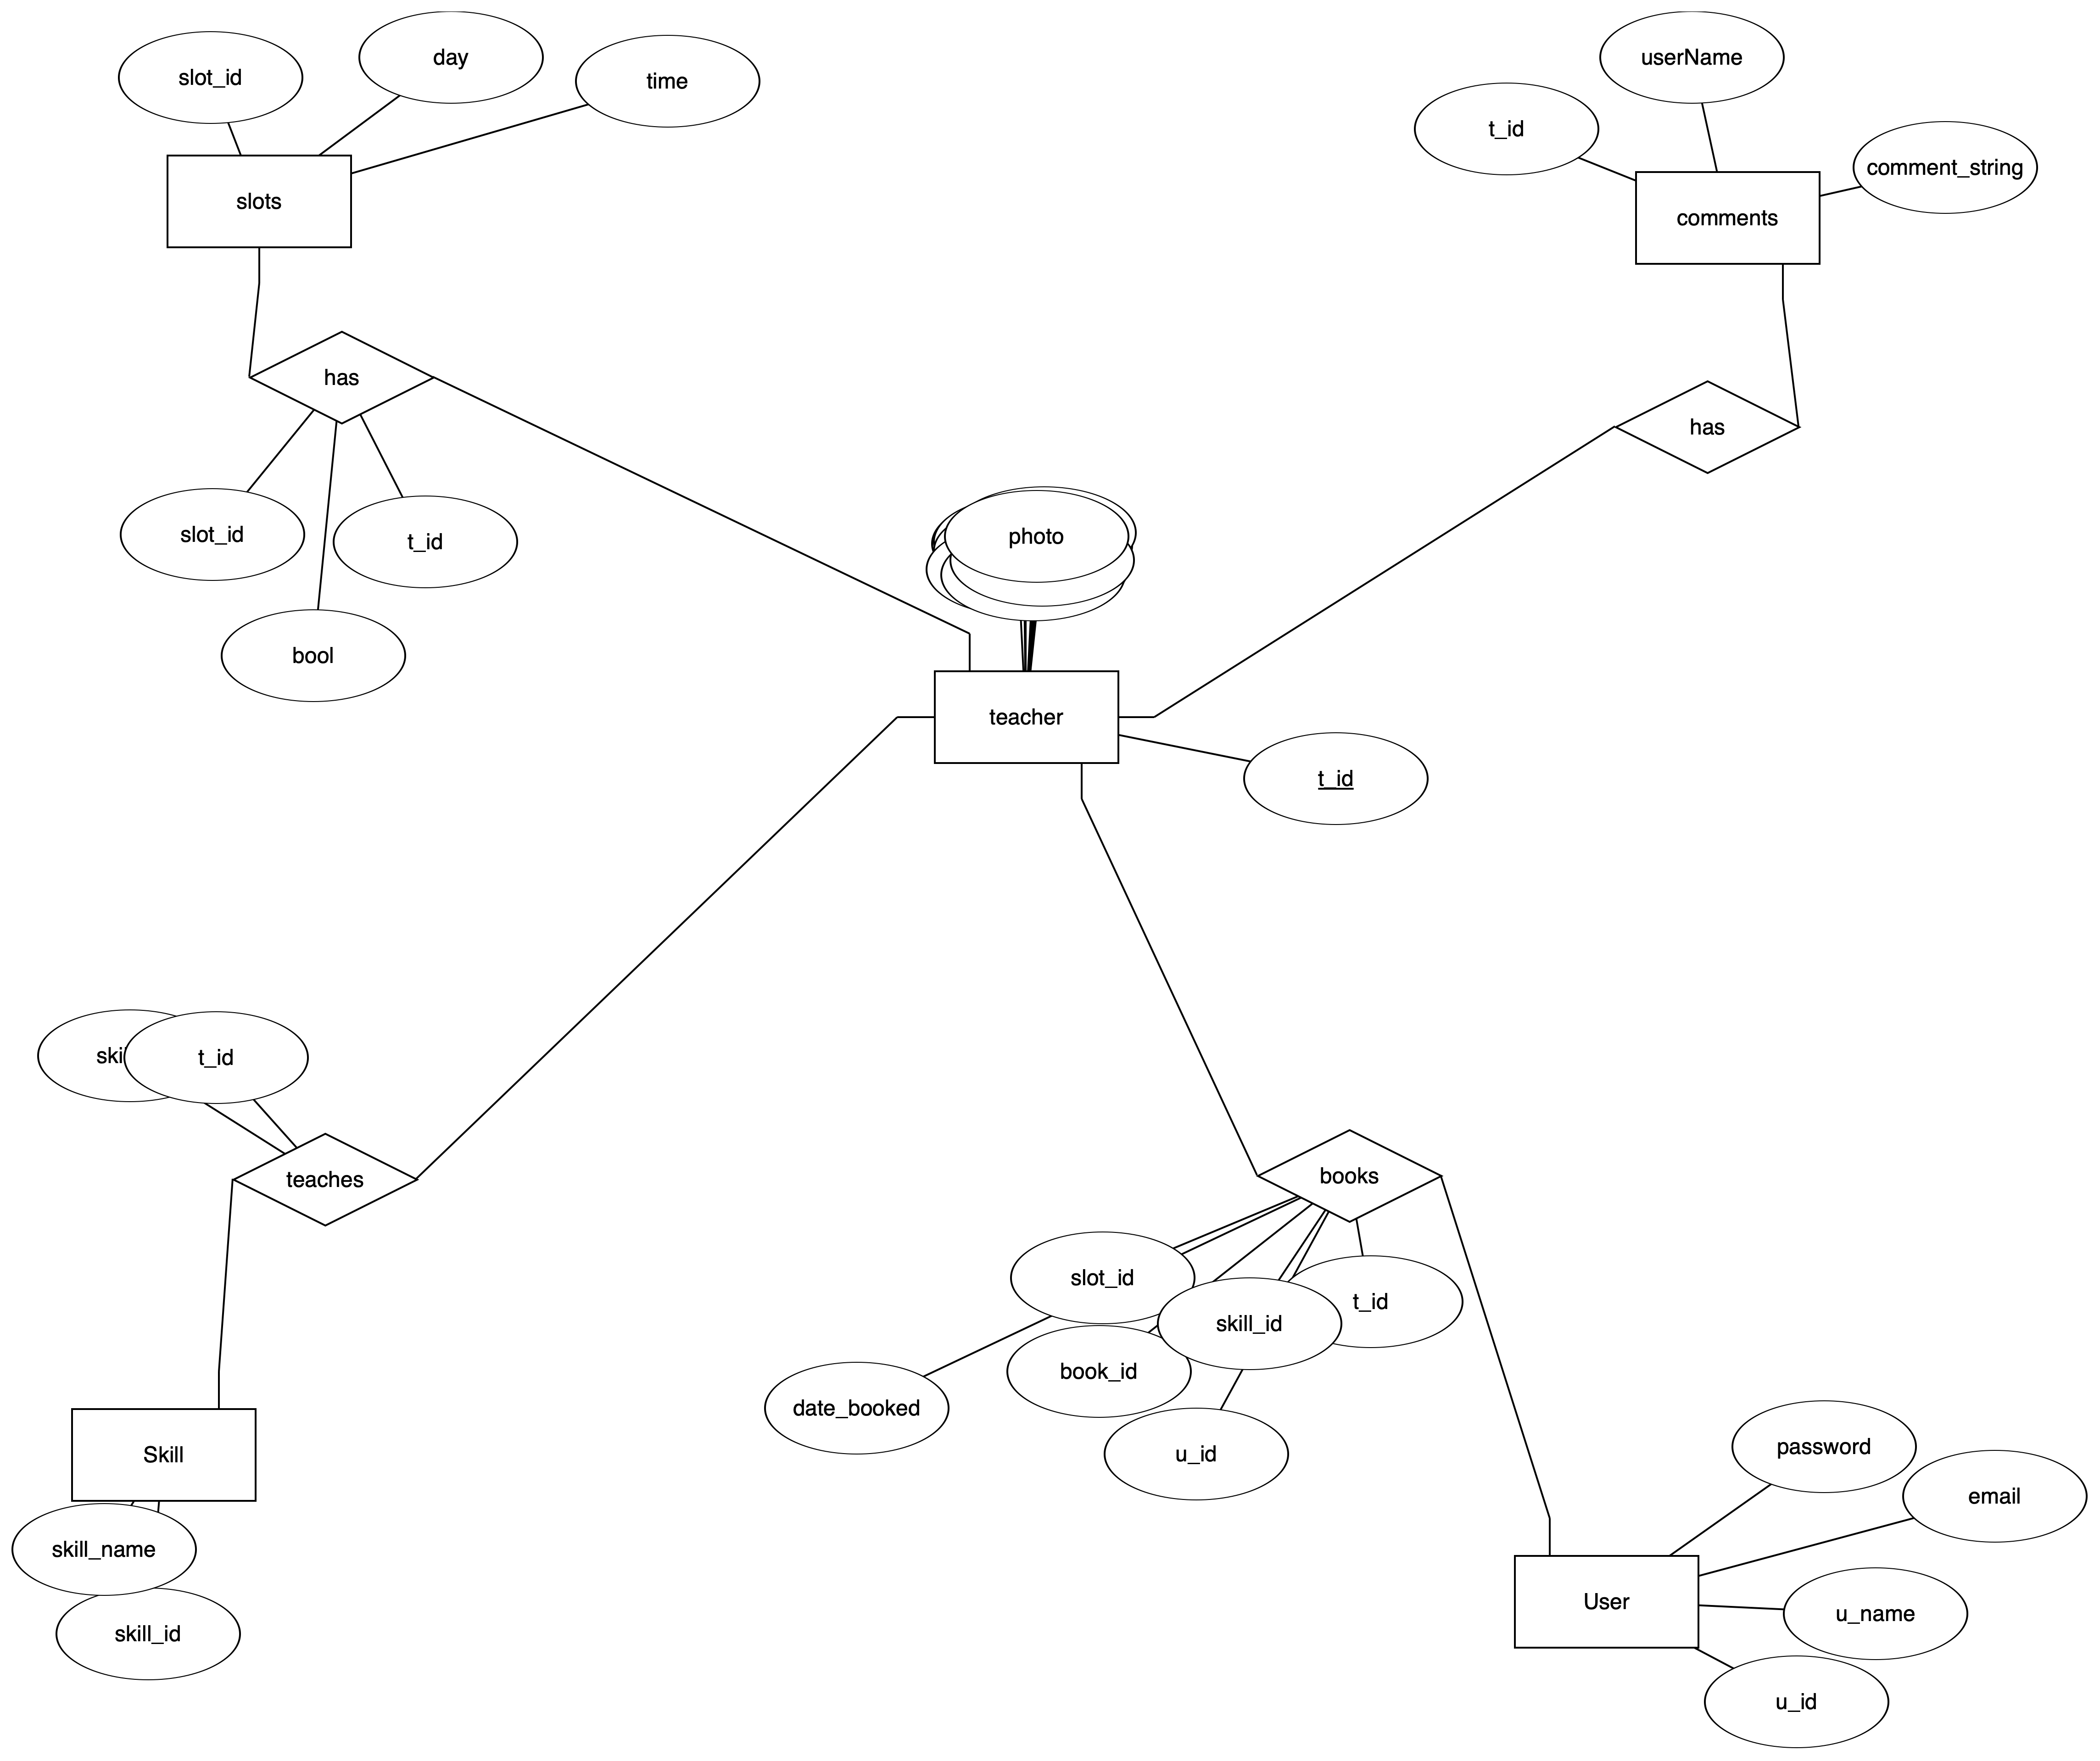 day
userName
slot_id
time
t_id
comment_string
slots
comments
has
has
slot_id
t_id
photo
bool
teacher
t_id
t_id
teaches
books
slot_id
t_id
skill_id
book_id
date_booked
u_id
Skill
password
email
skill_name
User
u_name
skill_id
u_id